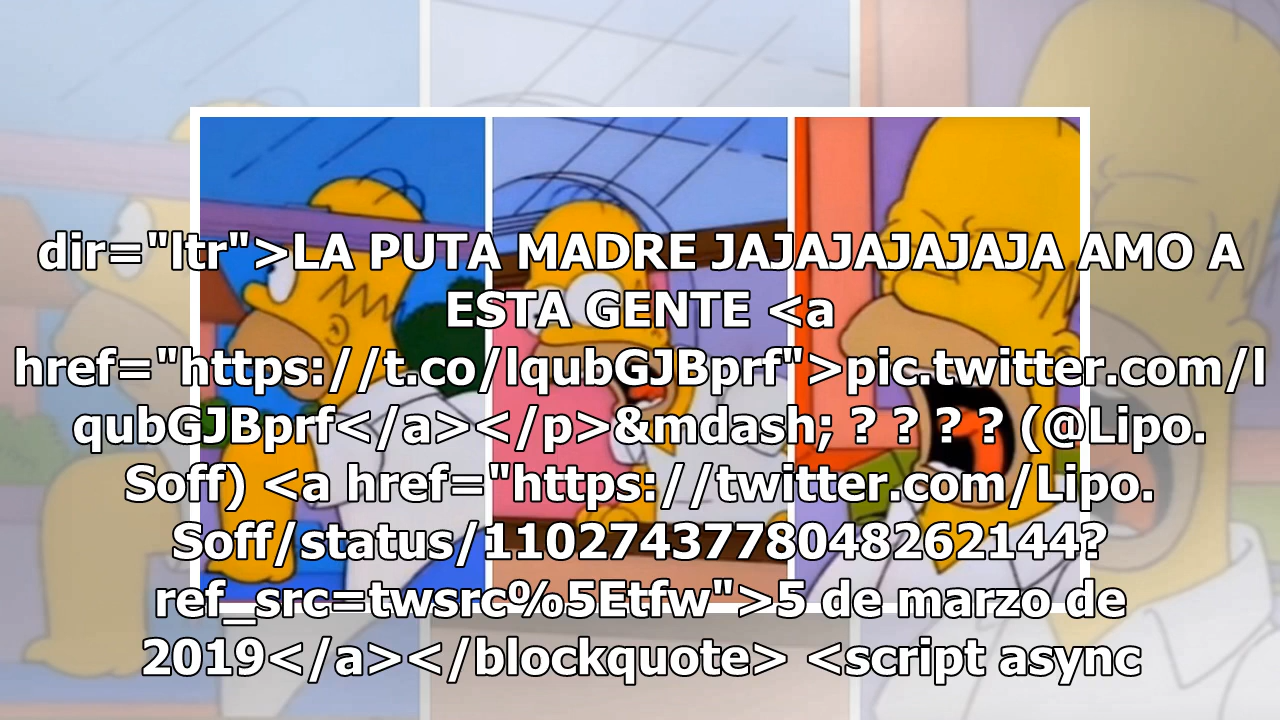 dir="ltr">LA PUTA MADRE JAJAJAJAJAJA AMO A
ESTA GENTE <a
href="https://t.co/lqubGJBprf">pic.twitter.com/l
qubGJBprf</a></p>&mdash; ? ? ? ? (@Lipo.
Soff) <a href="https://twitter.com/Lipo.
Soff/status/1102743778048262144?
ref_src=twsrc%5Etfw">5 de marzo de
2019</a></blockquote> <script async